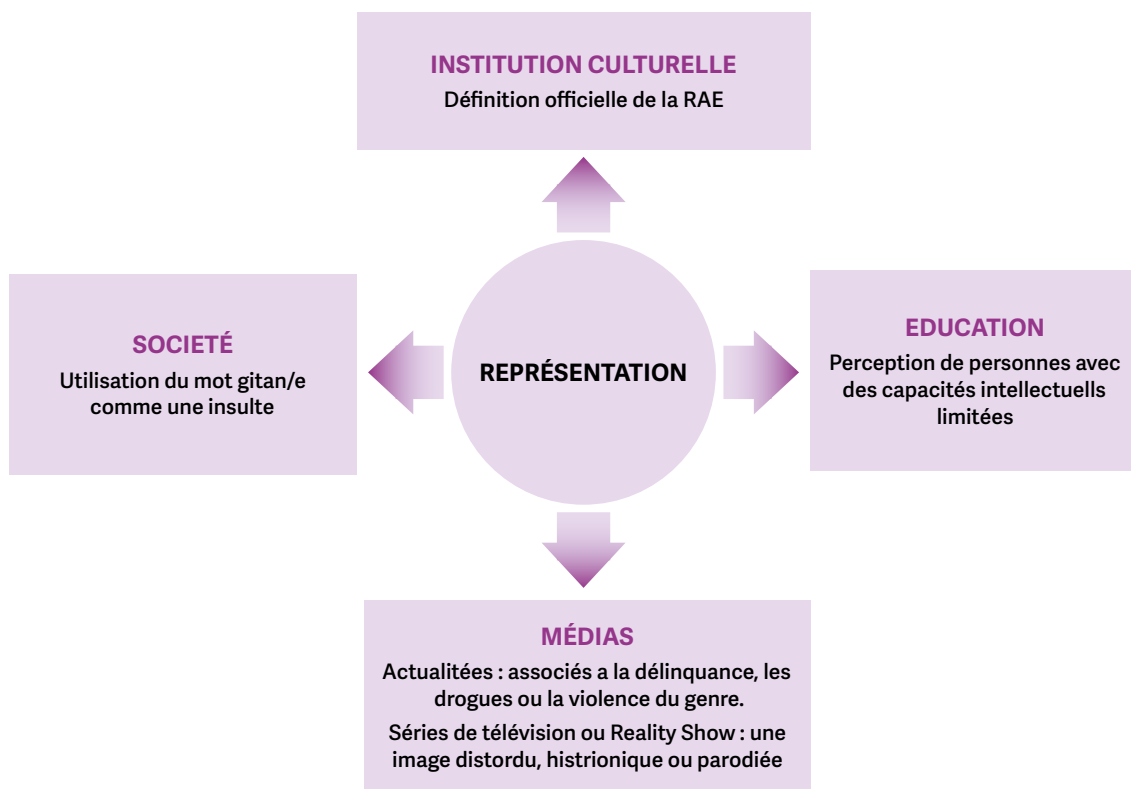 INSTITUTION CULTURELLE
Définition officielle de la RAE
SOCIETÉ
Utilisation du mot gitan/e
comme une insulte
REPRÉSENTATION
EDUCATION
Perception de personnes avec
des capacités intellectuells
limitées
MÉDIAS
Actualitées : associés a la délinquance, les
drogues ou la violence du genre.
Séries de télévision ou Reality Show : une
image distordu, histrionique ou parodiée